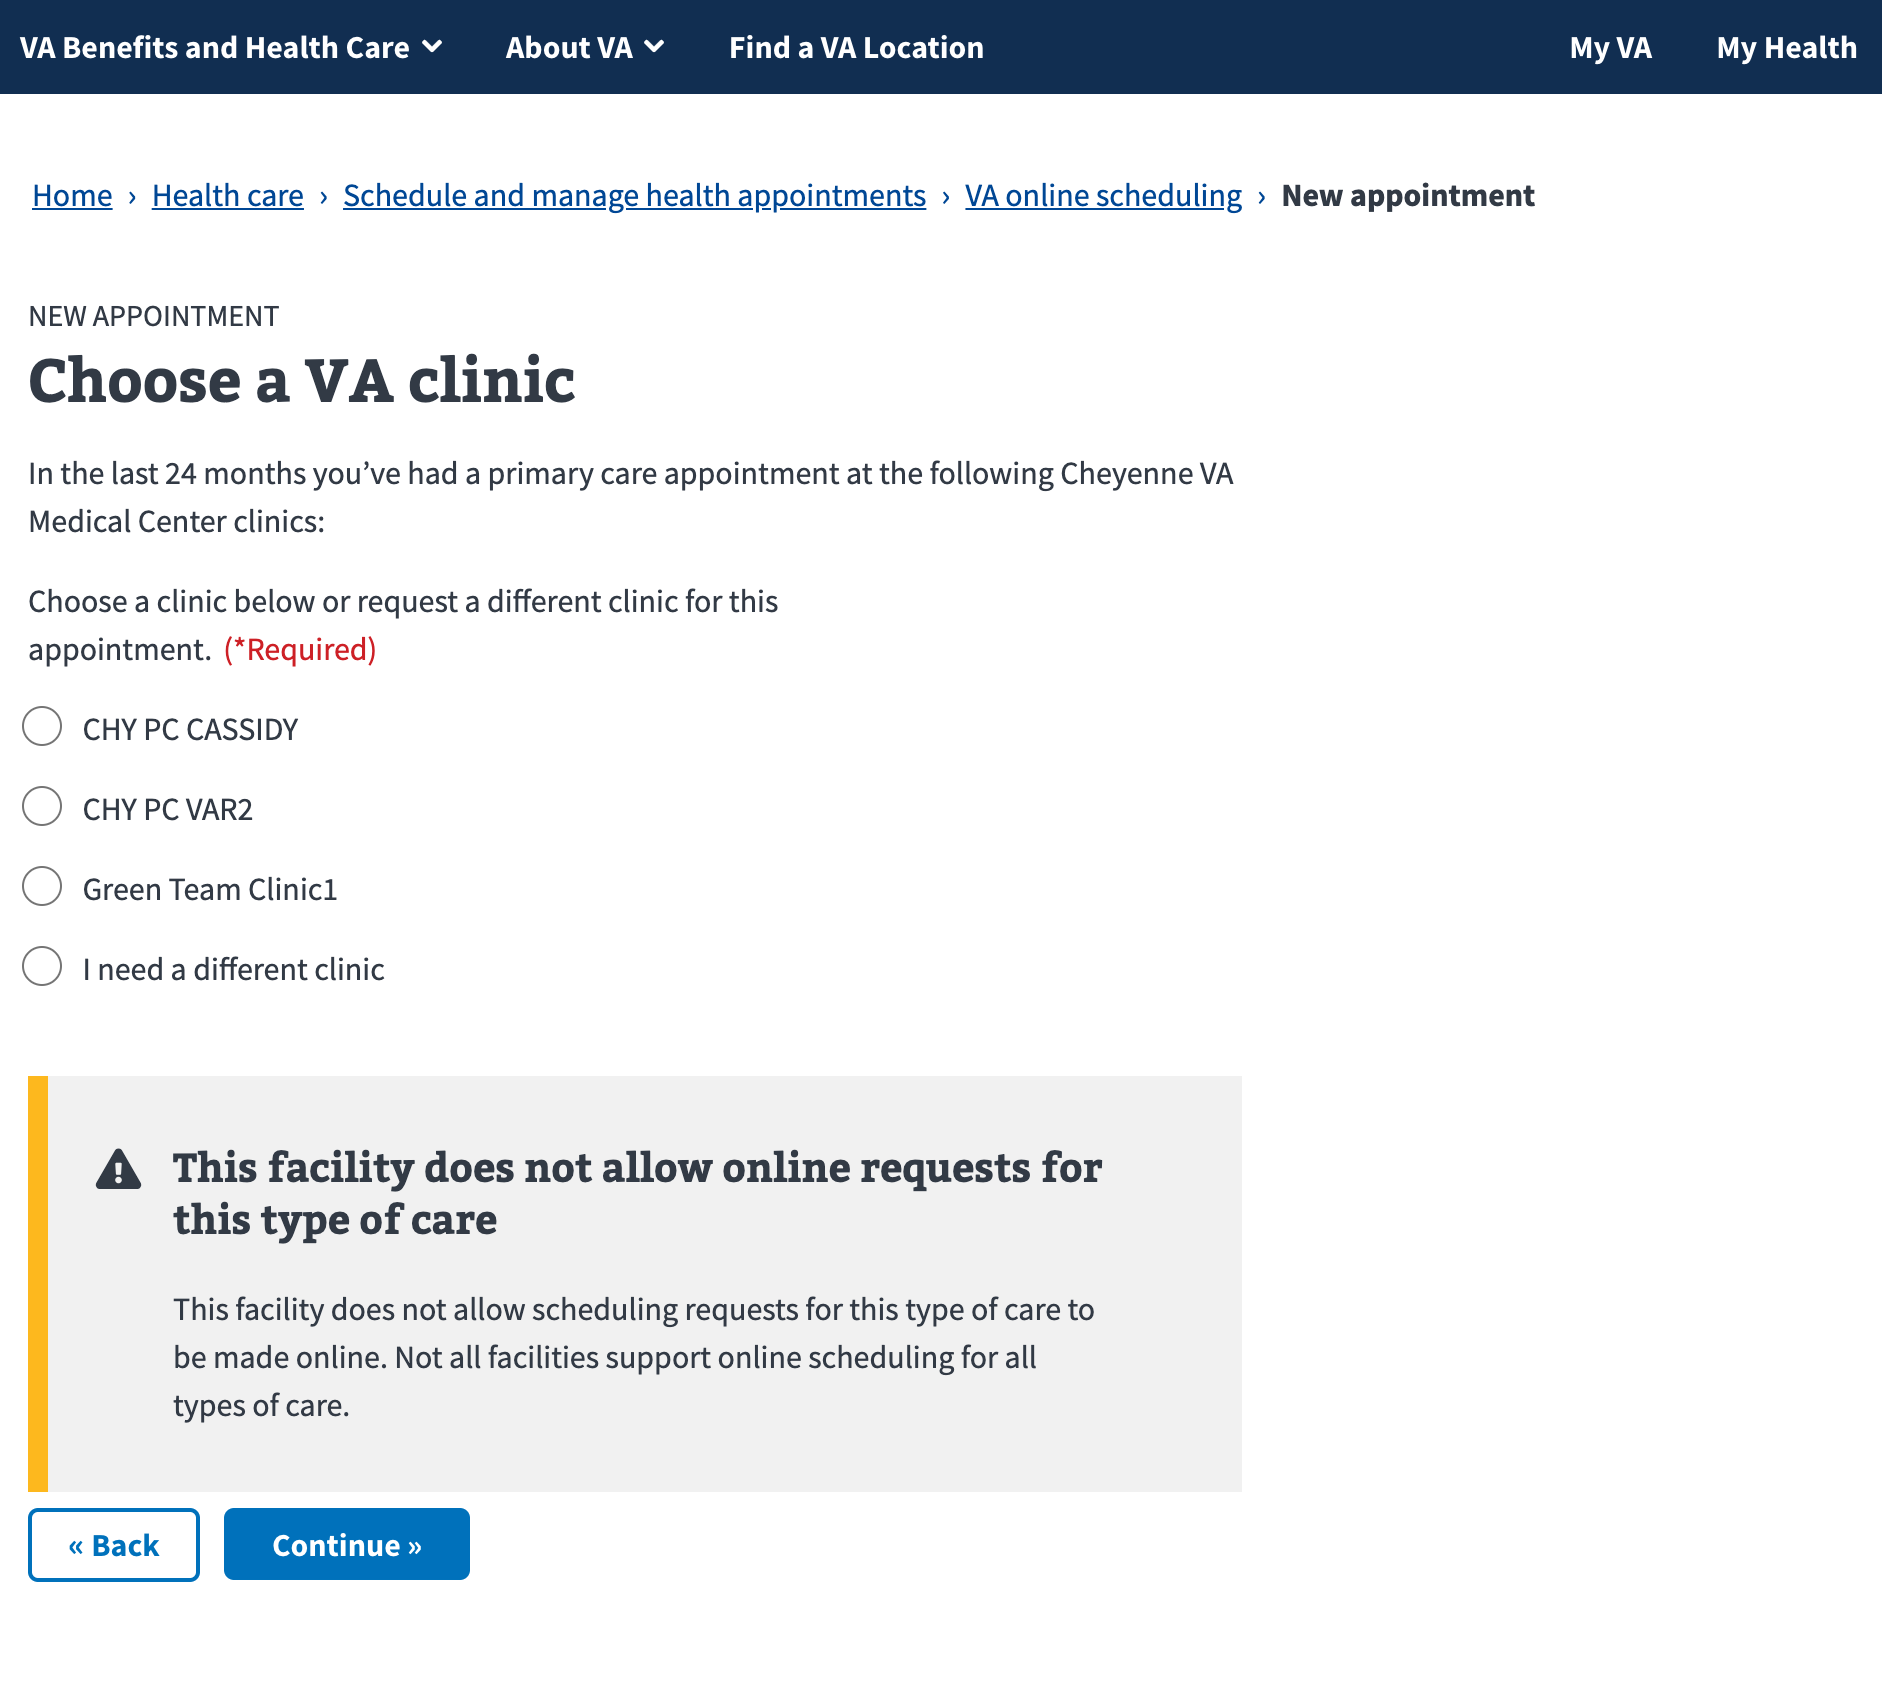 VA Benefits and Health Care About VA Find a VA Location My VA My Health
Home › Health care › Schedule and manage health appointments › VA online scheduling › New appointment
NEW APPOINTMENT
Choose a VA clinic
In the last 24 months you’ve had a primary care appointment at the following Cheyenne VA
Medical Center clinics:
Choose a clinic below or request a different clinic for this
appointment. (*Required)
CHY PC CASSIDY
CHY PC VAR2
Green Team Clinic1
I need a different clinic
This facility does not allow online requests for
this type of care
This facility does not allow scheduling requests for this type of care to
be made online. Not all facilities support online scheduling for all
types of care.
« Back Continue »